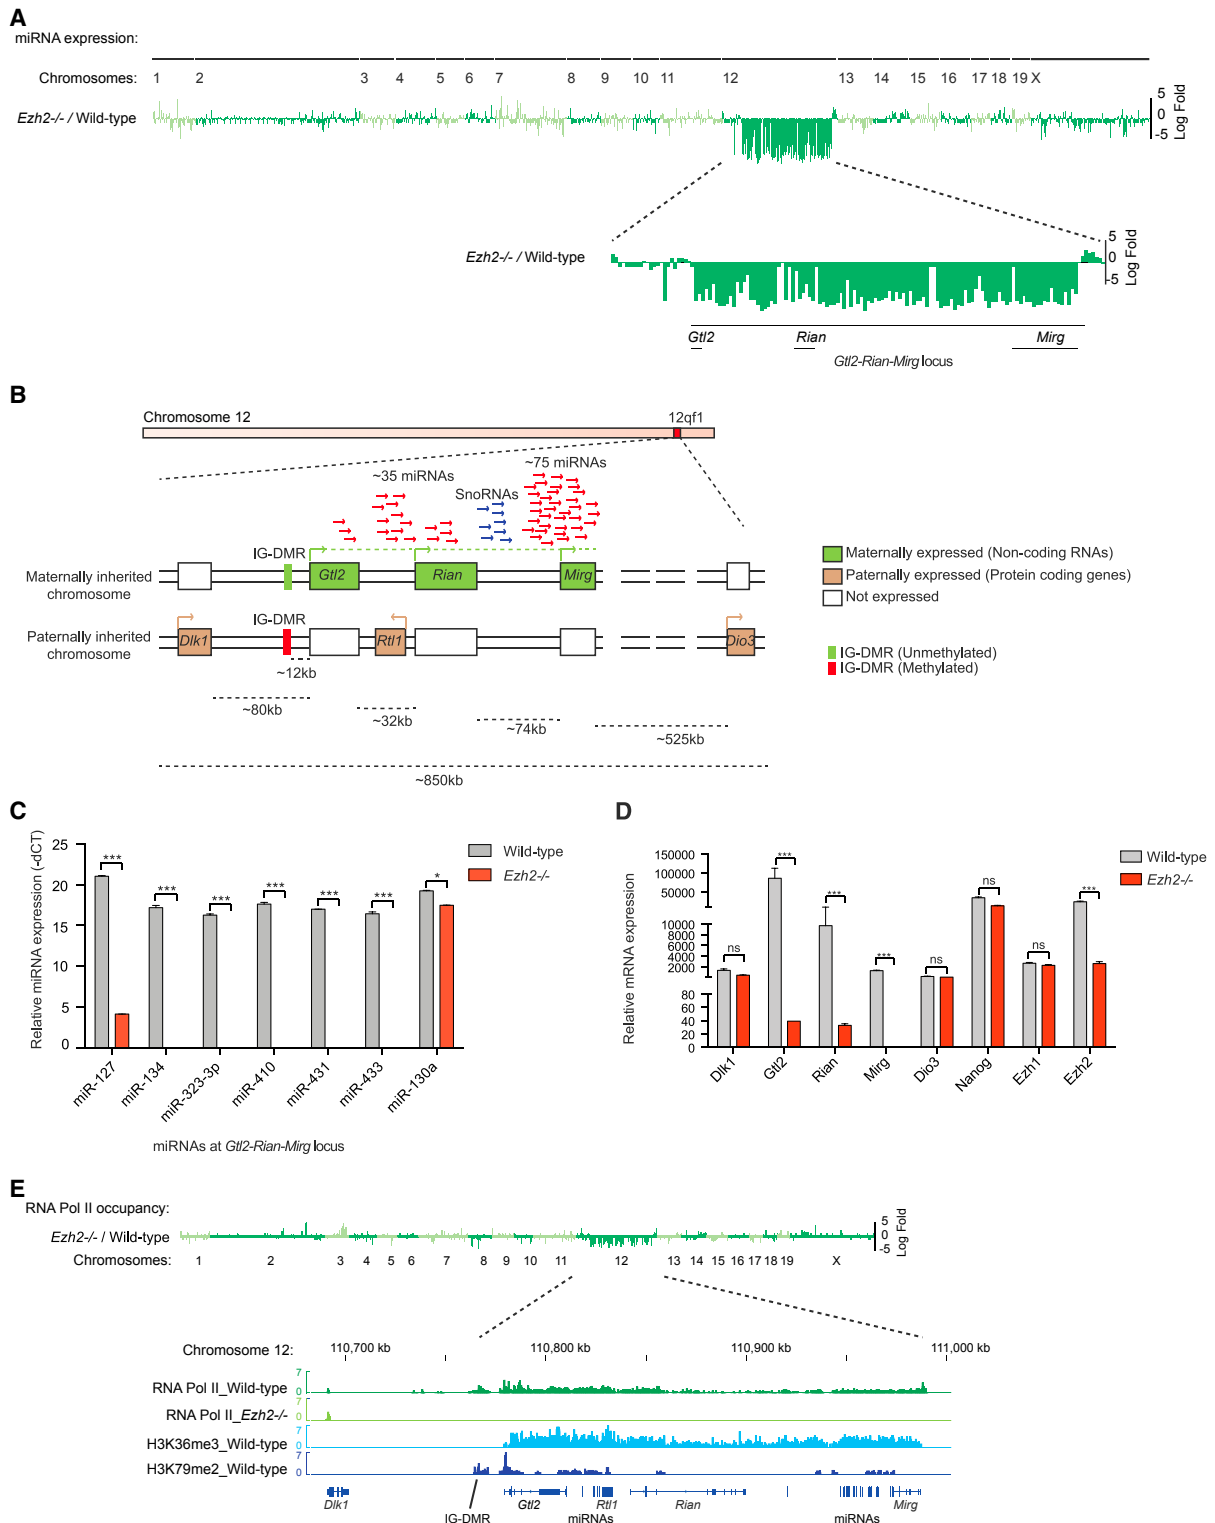 A
miRNA expression:
Chromosomes: 1 2 3 4 5 6 7 8 9 10 11 12 13 14 15 16 17 18 19 X
Ezh2-/- / Wild-type
5
0
-5
Log Fold
Ezh2-/- / Wild-type
5
0
-5
Log Fold
Gtl2 Rian Mirg
Gtl2-Rian-Mirg locus
B
Chromosome 12 12qf1
~35 miRNAs
SnoRNAs
~75 miRNAs
IG-DMR
Maternally inherited
chromosome
Gtl2 Rian Mirg
IG-DMR
Paternally inherited
chromosome
Dlk1 Rtl1 Dio3
~12kb
~80kb
~32kb
~74kb
~525kb
~850kb
Maternally expressed (Non-coding RNAs)
Paternally expressed (Protein coding genes)
Not expressed
IG-DMR (Unmethylated)
IG-DMR (Methylated)
C
Relative miRNA expression (-dCT)
25
20
15
10
5
0
*** *** *** *** *** *** *
Wild-type
Ezh2-/-
miR-127 miR-134 miR-323-3p miR-410 miR-431 miR-433 miR-130a
miRNAs at Gtl2-Rian-Mirg locus
D
Relative mRNA expression
150000
100000
50000
10000
8000
6000
4000
2000
80
60
40
20
0
ns *** *** *** ns ns ns ***
Wild-type
Ezh2-/-
Dlk1 Gtl2 Rian Mirg Dio3 Nanog Ezh1 Ezh2
E
RNA Pol II occupancy:
Ezh2-/- / Wild-type
5
0
-5
Log Fold
Chromosomes: 1 2 3 4 5 6 7 8 9 10 11 12 13 14 15 16 17 18 19 X
Chromosome 12: 110,700 kb 110,800 kb 110,900 kb 111,000 kb
RNA Pol II_Wild-type 7 0
RNA Pol II_Ezh2-/- 7 0
H3K36me3_Wild-type 7 0
H3K79me2_Wild-type 7 0
Dlk1 Gtl2 Rtl1 Rian Mirg
IG-DMR miRNAs miRNAs